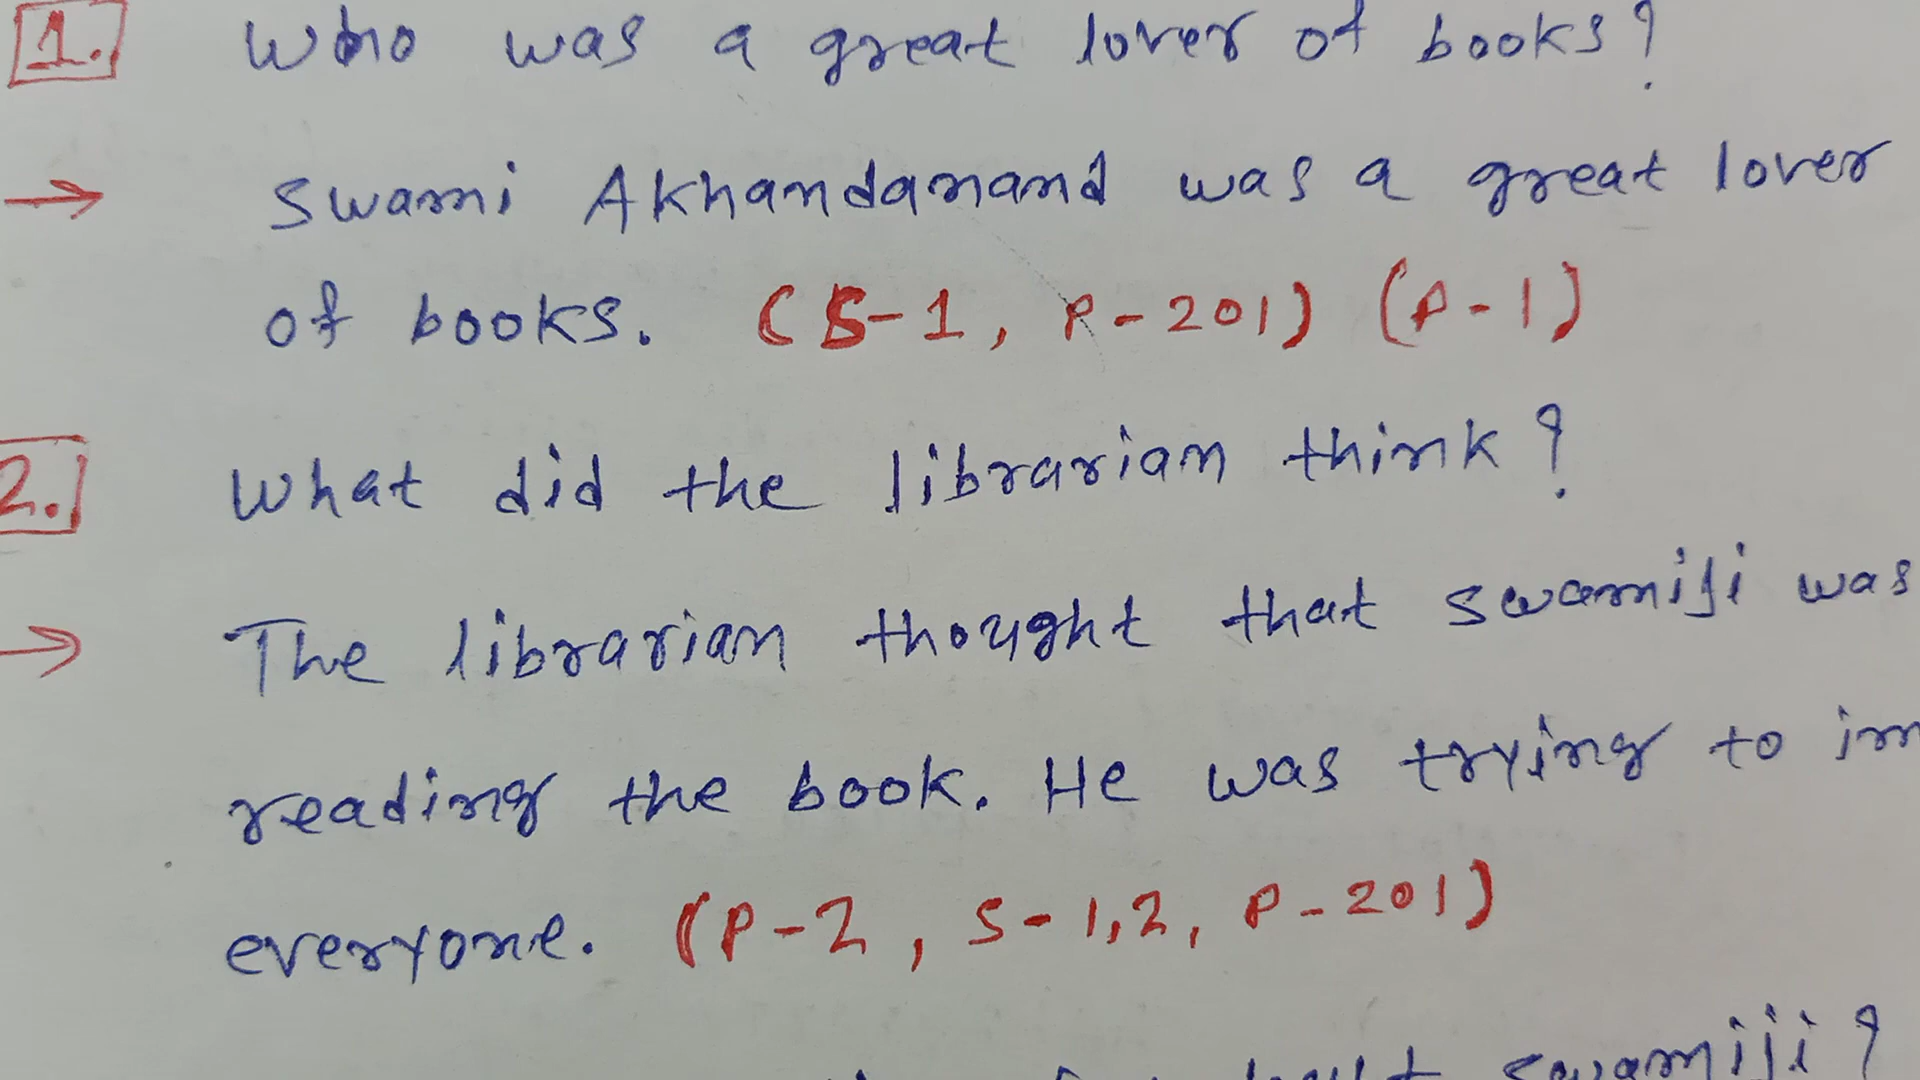 1. Who was a great lover of books?
→ Swami Akhandanand was a great lover
of books. (S-1, P-201) (P-1)
2. What did the librarian think?
→ The librarian thought that swamiji was
reading the book. He was trying to
everyone. (P-2, S-1,2, P-201)
swamiji?